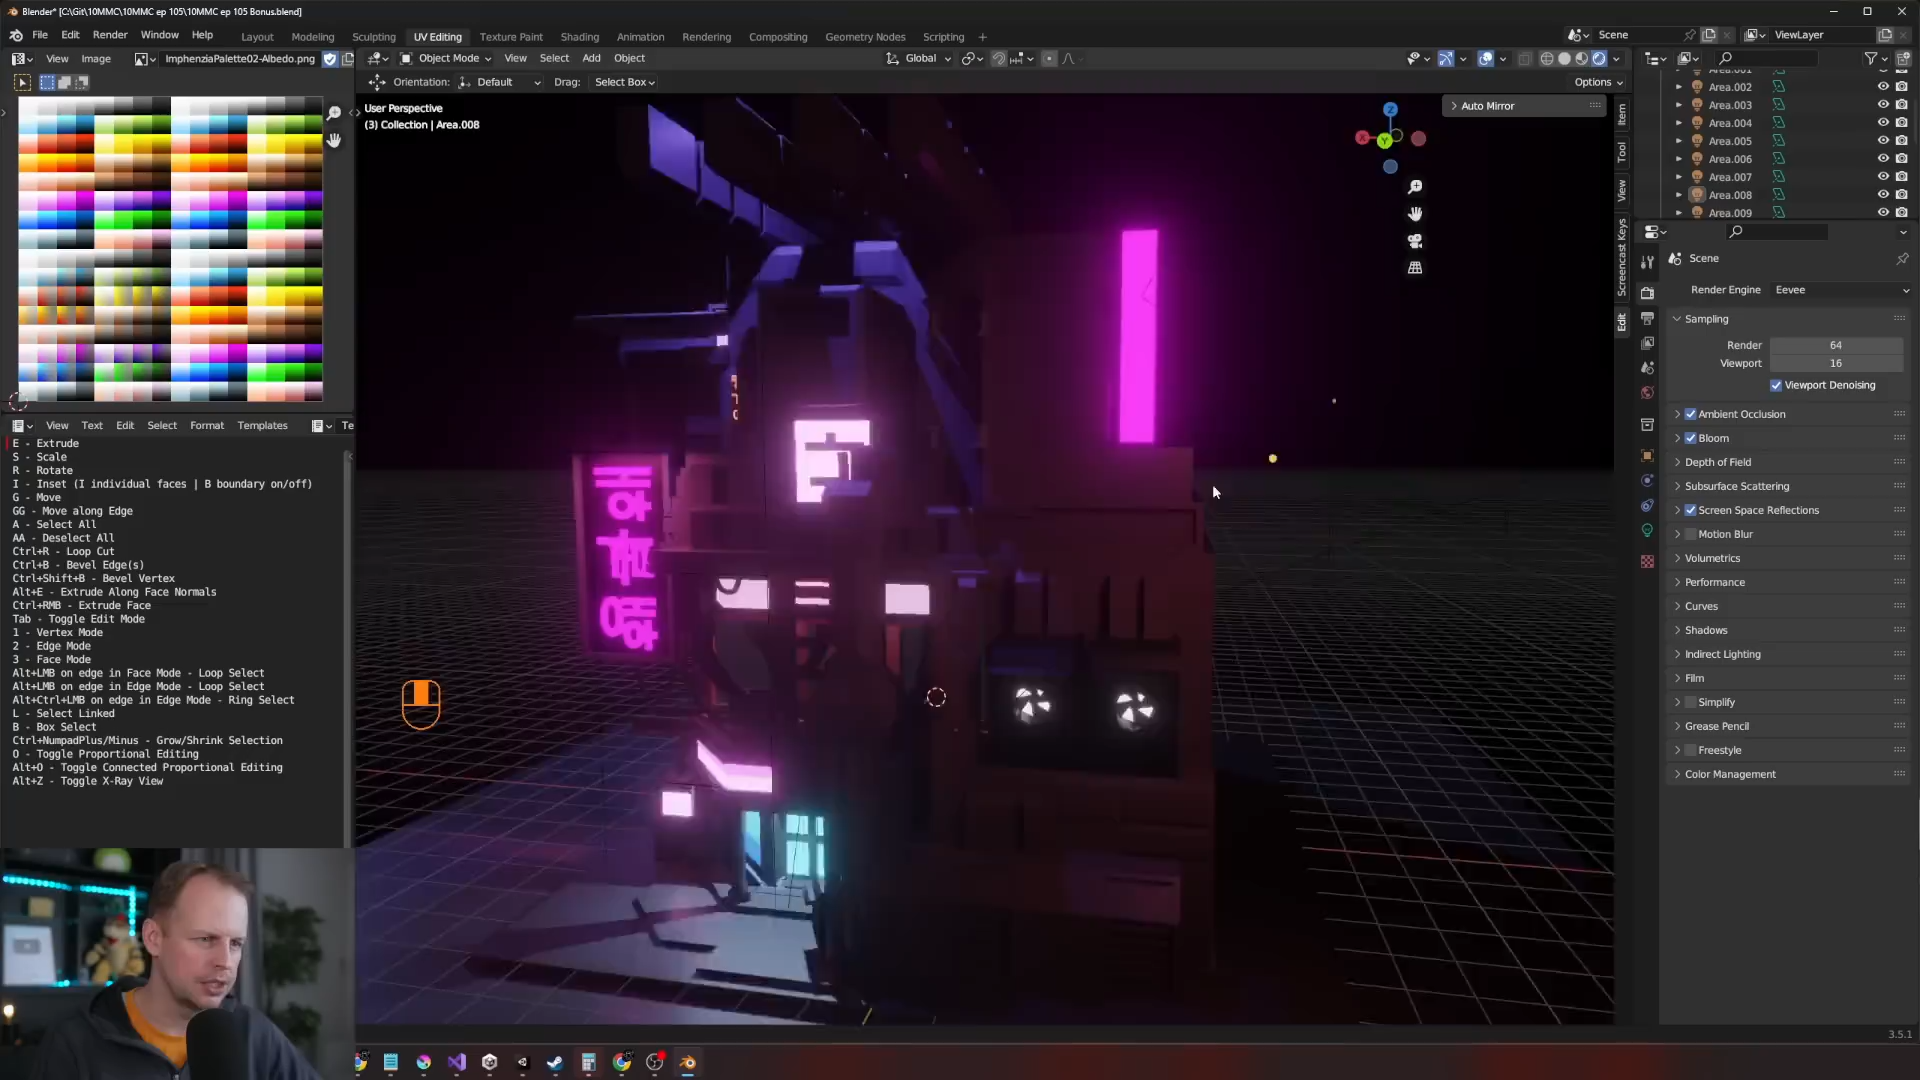 Blender* [C:\Git\10MMC\10MMC ep 105\10MMC ep 105 Bonus.blend]
File Edit Render Window Help Layout Modeling Sculpting UV Editing Texture Paint Shading Animation Rendering Compositing Geometry Nodes Scripting + Scene ViewLayer
View Image ImphenziaPalette02-Albedo.png Object Mode View Select Add Object Global
Orientation: Default Drag: Select Box Options
User Perspective
(3) Collection | Area.008
Auto Mirror
Z
X
Y
Item
Tool
View
Screencast Keys
Edit
Area.001
Area.002
Area.003
Area.004
Area.005
Area.006
Area.007
Area.008
Area.009
Scene
Render Engine Eevee
Sampling
Render 64
Viewport 16
Viewport Denoising
Ambient Occlusion
Bloom
Depth of Field
Subsurface Scattering
Screen Space Reflections
Motion Blur
Volumetrics
Performance
Curves
Shadows
Indirect Lighting
Film
Simplify
Grease Pencil
Freestyle
Color Management
View Text Edit Select Format Templates Te
E - Extrude
S - Scale
R - Rotate
I - Inset (I individual faces | B boundary on/off)
G - Move
GG - Move along Edge
A - Select All
AA - Deselect All
Ctrl+R - Loop Cut
Ctrl+B - Bevel Edge(s)
Ctrl+Shift+B - Bevel Vertex
Alt+E - Extrude Along Face Normals
Ctrl+RMB - Extrude Face
Tab - Toggle Edit Mode
1 - Vertex Mode
2 - Edge Mode
3 - Face Mode
Alt+LMB on edge in Face Mode - Loop Select
Alt+LMB on edge in Edge Mode - Loop Select
Alt+Ctrl+LMB on edge in Edge Mode - Ring Select
L - Select Linked
B - Box Select
Ctrl+NumpadPlus/Minus - Grow/Shrink Selection
O - Toggle Proportional Editing
Alt+O - Toggle Connected Proportional Editing
Alt+Z - Toggle X-Ray View
3.5.1